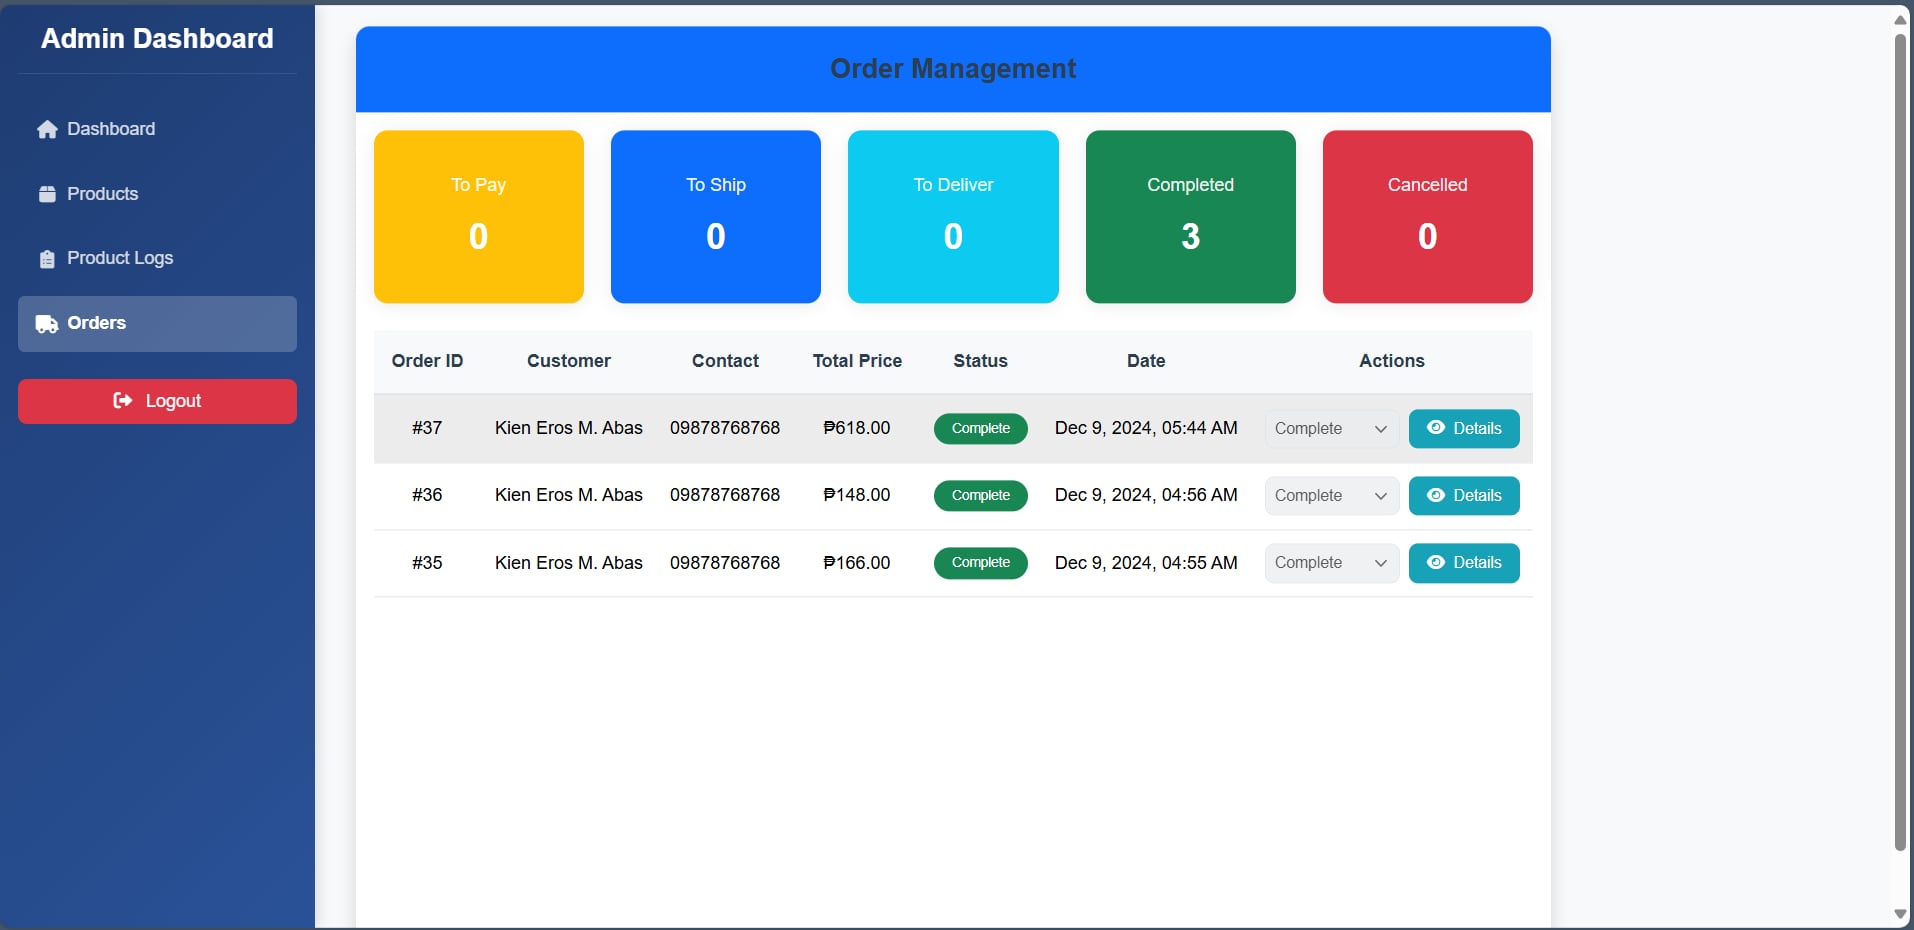 Admin Dashboard
Dashboard
Products
Product Logs
Orders
Logout
Order Management
To Pay
0
To Ship
0
To Deliver
0
Completed
3
Cancelled
0
Order ID Customer Contact Total Price Status Date Actions
#37 Kien Eros M. Abas 09878768768 ₱618.00 Complete Dec 9, 2024, 05:44 AM Complete Details
#36 Kien Eros M. Abas 09878768768 ₱148.00 Complete Dec 9, 2024, 04:56 AM Complete Details
#35 Kien Eros M. Abas 09878768768 ₱166.00 Complete Dec 9, 2024, 04:55 AM Complete Details